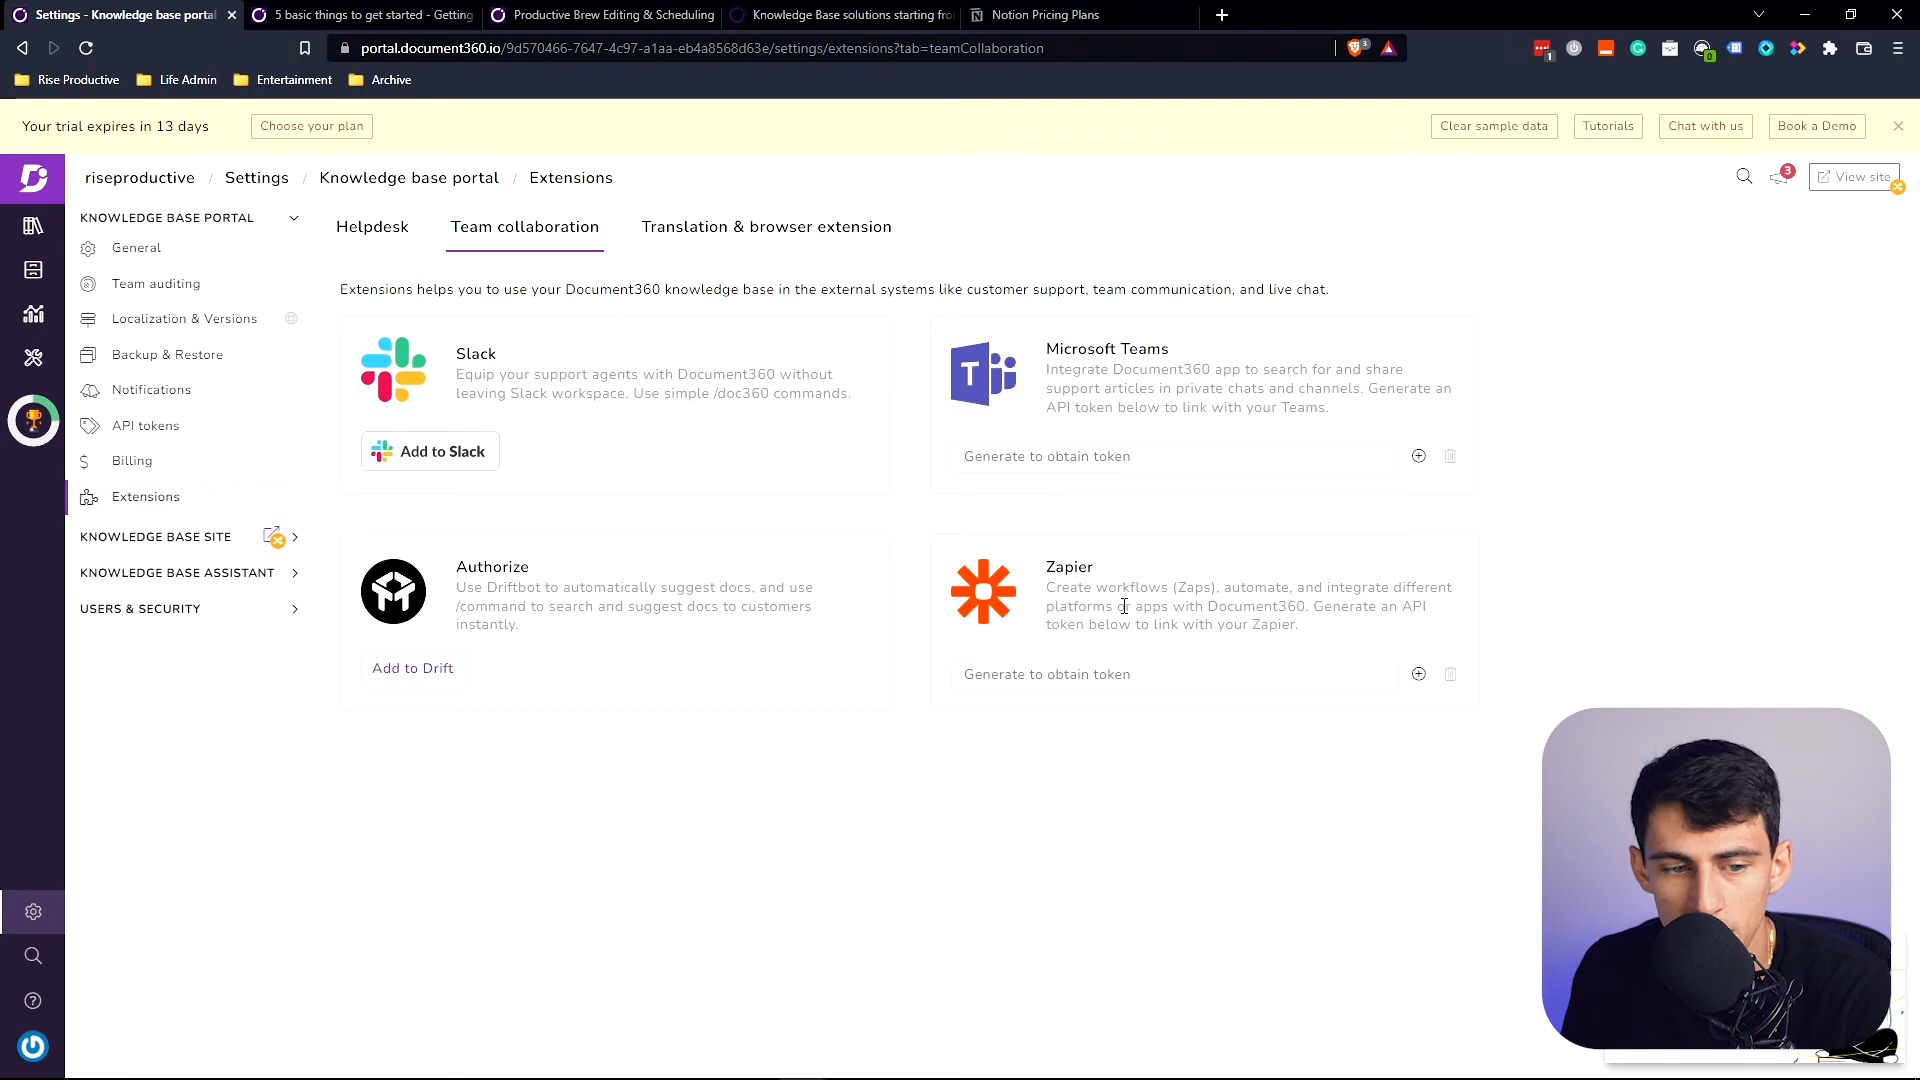 Settings - Knowledge base portal
5 basic things to get started - Getting
Productive Brew Editing & Scheduling
Knowledge Base solutions starting fro
Notion Pricing Plans
portal.document360.io/9d570466-7647-4c97-a1aa-eb4a8568d63e/settings/extensions?tab=teamCollaboration
3
1
0
Rise Productive
Life Admin
Entertainment
Archive
Your trial expires in 13 days
Choose your plan
Clear sample data
Tutorials
Chat with us
Book a Demo
riseproductive / Settings / Knowledge base portal / Extensions
3
View site
KNOWLEDGE BASE PORTAL
General
Team auditing
Localization & Versions
Backup & Restore
Notifications
API tokens
Billing
Extensions
KNOWLEDGE BASE SITE
KNOWLEDGE BASE ASSISTANT
USERS & SECURITY
Helpdesk
Team collaboration
Translation & browser extension
Extensions helps you to use your Document360 knowledge base in the external systems like customer support, team communication, and live chat.
Slack
Equip your support agents with Document360 without
leaving Slack workspace. Use simple /doc360 commands.
Add to Slack
Microsoft Teams
Integrate Document360 app to search for and share
support articles in private chats and channels. Generate an
API token below to link with your Teams.
Generate to obtain token
Authorize
Use Driftbot to automatically suggest docs, and use
/command to search and suggest docs to customers
instantly.
Add to Drift
Zapier
Create workflows (Zaps), automate, and integrate different
platforms or apps with Document360. Generate an API
token below to link with your Zapier.
Generate to obtain token